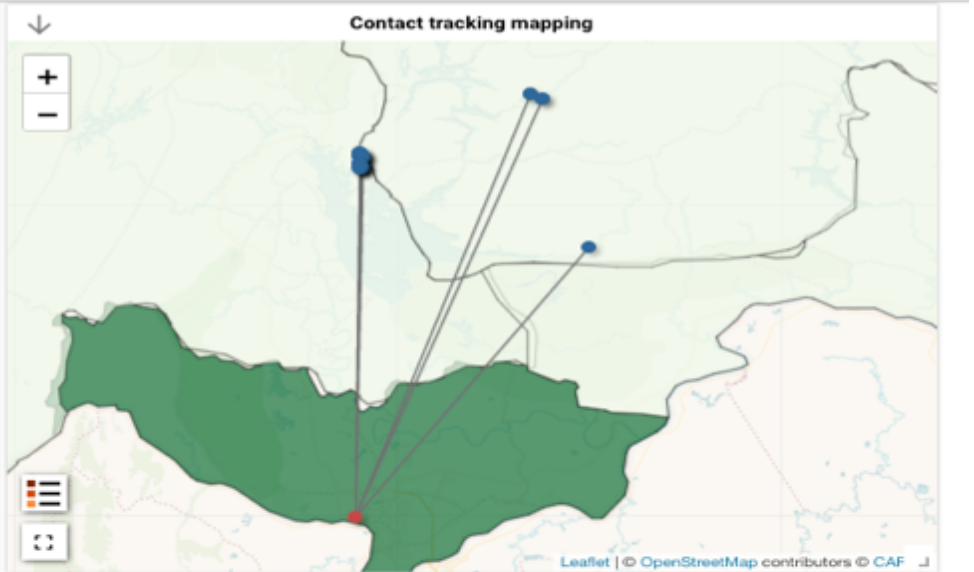 Contact tracking mapping
+
−
Leaflet | © OpenStreetMap contributors © CAF